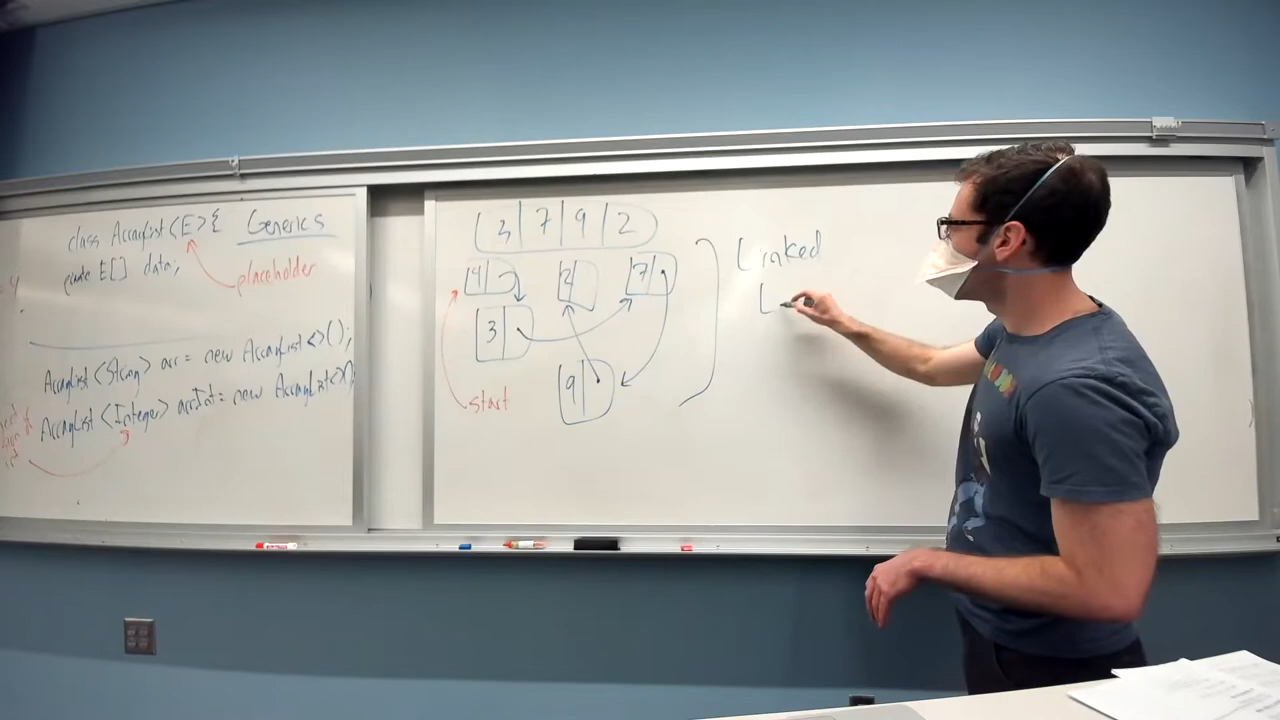 class ArrayList<E>{ Generics
private E[] data;
placeholder
ArrayList<String> arr = new ArrayList<>();
ArrayList<Integer> arrInt = new ArrayList<>();
3 7 9 2
2 7
3
9
start
Linked
L